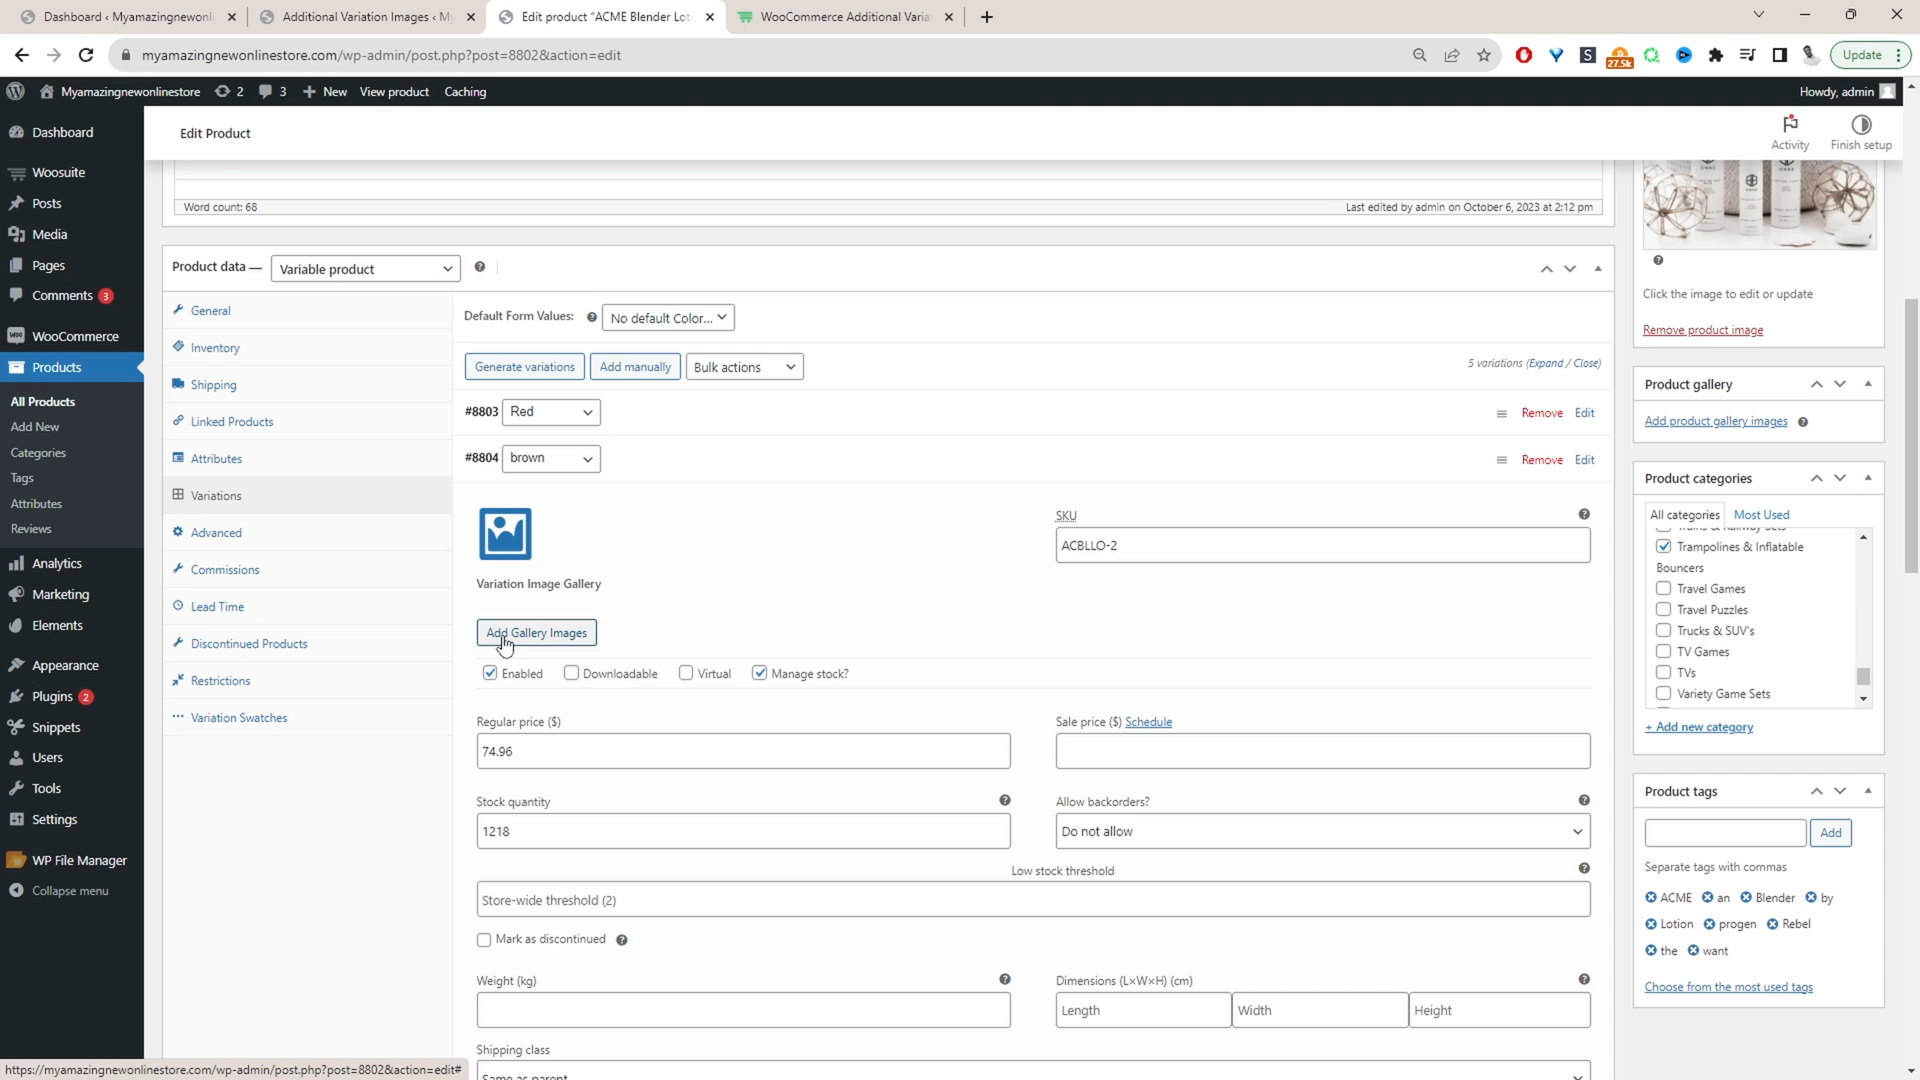 Dashboard ‹ Myamazingnewonli
Additional Variation Images ‹ My
Edit product "ACME Blender Lot
WooCommerce Additional Varia
myamazingnewonlinestore.com/wp-admin/post.php?post=8802&action=edit
27.5k
Update
Myamazingnewonlinestore 2 3 New View product Caching
Howdy, admin
Edit Product
Activity
Finish setup
Dashboard
Woosuite
Posts
Media
Pages
Comments 3
WooCommerce
Products
All Products
Add New
Categories
Tags
Attributes
Reviews
Analytics
Marketing
Elements
Appearance
Plugins 2
Snippets
Users
Tools
Settings
WP File Manager
Collapse menu
Word count: 68
Last edited by admin on October 6, 2023 at 2:12 pm
Product data —
Variable product
General
Inventory
Shipping
Linked Products
Attributes
Variations
Advanced
Commissions
Lead Time
Discontinued Products
Restrictions
Variation Swatches
Default Form Values:
No default Color...
Generate variations
Add manually
Bulk actions
5 variations (Expand / Close)
#8803
Red
Remove Edit
#8804
brown
Remove Edit
SKU
ACBLLO-2
Variation Image Gallery
Add Gallery Images
Enabled Downloadable Virtual Manage stock?
Regular price ($)
74.96
Sale price ($) Schedule
Stock quantity
1218
Allow backorders?
Do not allow
Low stock threshold
Store-wide threshold (2)
Mark as discontinued
Weight (kg)
Dimensions (L×W×H) (cm)
Length
Width
Height
Shipping class
Same as parent
Click the image to edit or update
Remove product image
Product gallery
Add product gallery images
Product categories
All categories Most Used
Trampolines & Inflatable
Bouncers
Travel Games
Travel Puzzles
Trucks & SUV's
TV Games
TVs
Variety Game Sets
+ Add new category
Product tags
Add
Separate tags with commas
ACME an Blender by
Lotion progen Rebel
the want
Choose from the most used tags
https://myamazingnewonlinestore.com/wp-admin/post.php?post=8802&action=edit#